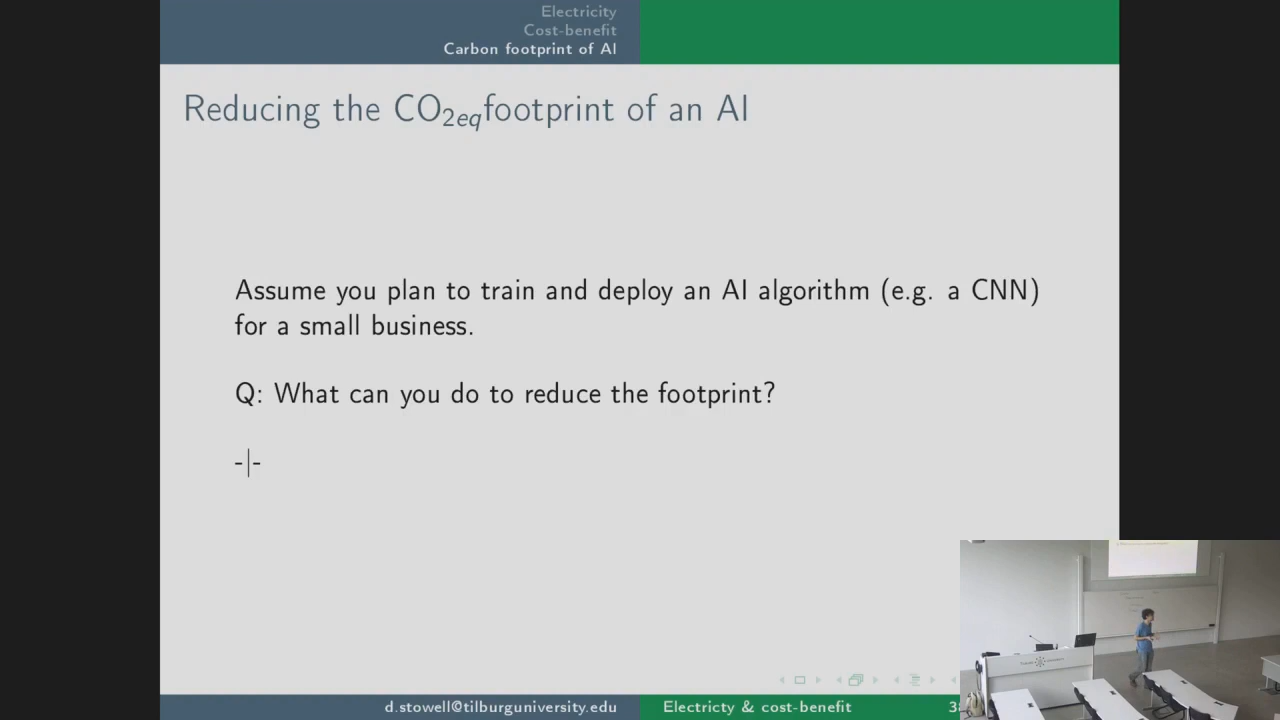 Electricity
Cost-benefit
Carbon footprint of AI
Reducing the CO2eqfootprint of an AI
Assume you plan to train and deploy an AI algorithm (e.g. a CNN)
for a small business.
Q: What can you do to reduce the footprint?
-|-
d.stowell@tilburguniversity.edu
Electricty & cost-benefit